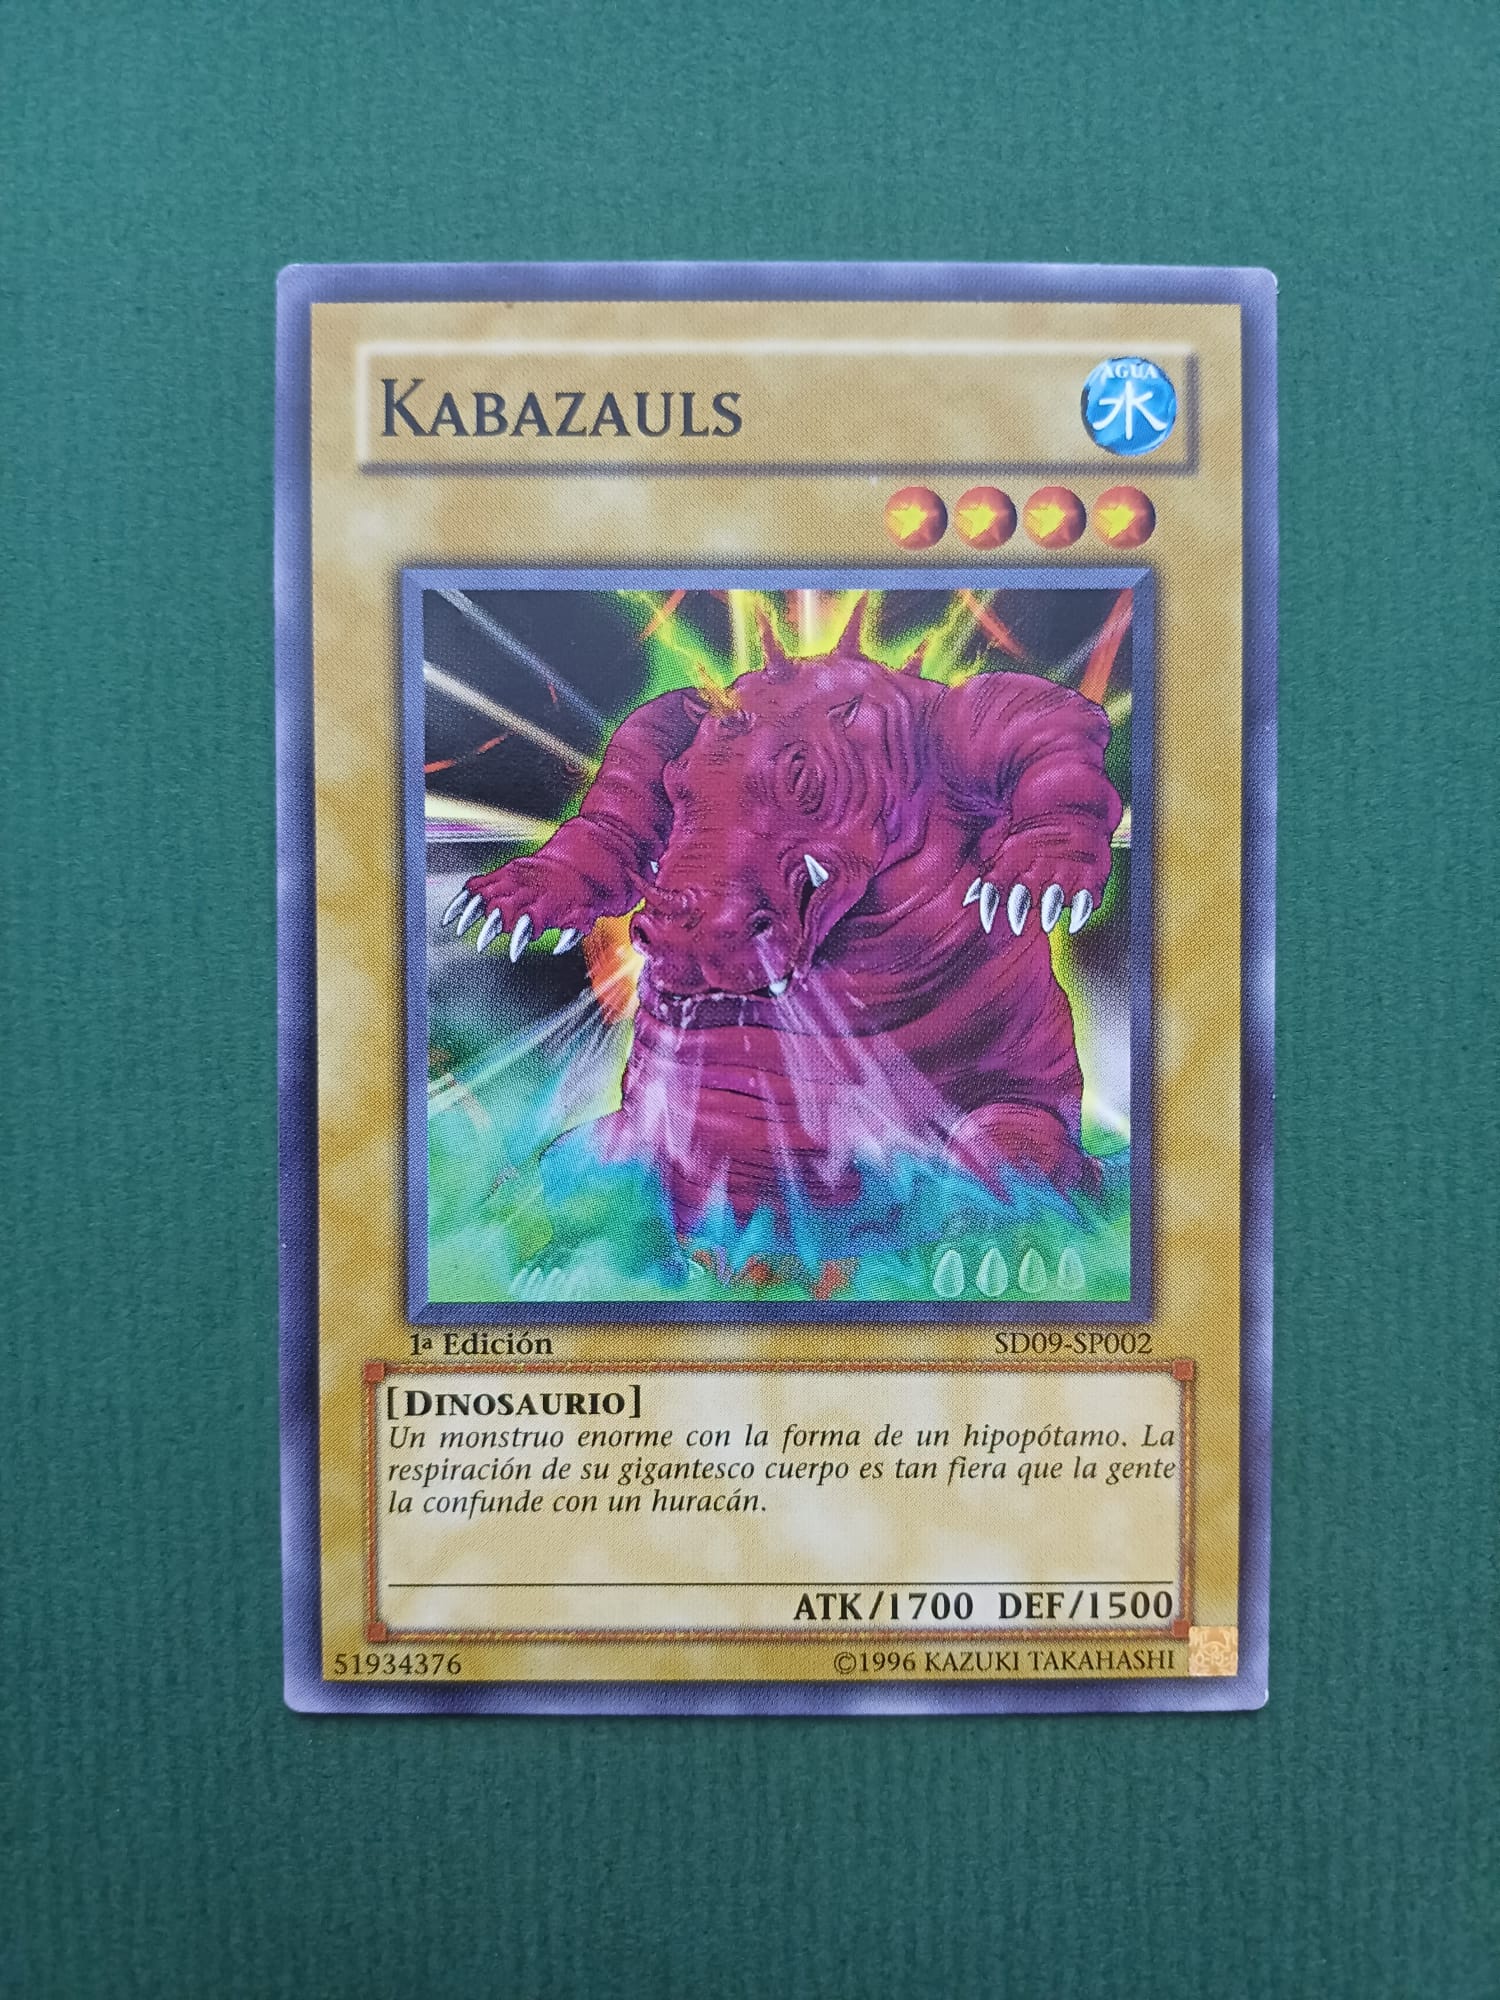 KABAZAULS
AGUA
水
1ª Edición
SD09-SP002
[DINOSAURIO]
Un monstruo enorme con la forma de un hipopótamo. La
respiración de su gigantesco cuerpo es tan fiera que la gente
la confunde con un huracán.
ATK/1700 DEF/1500
51934376
©1996 KAZUKI TAKAHASHI